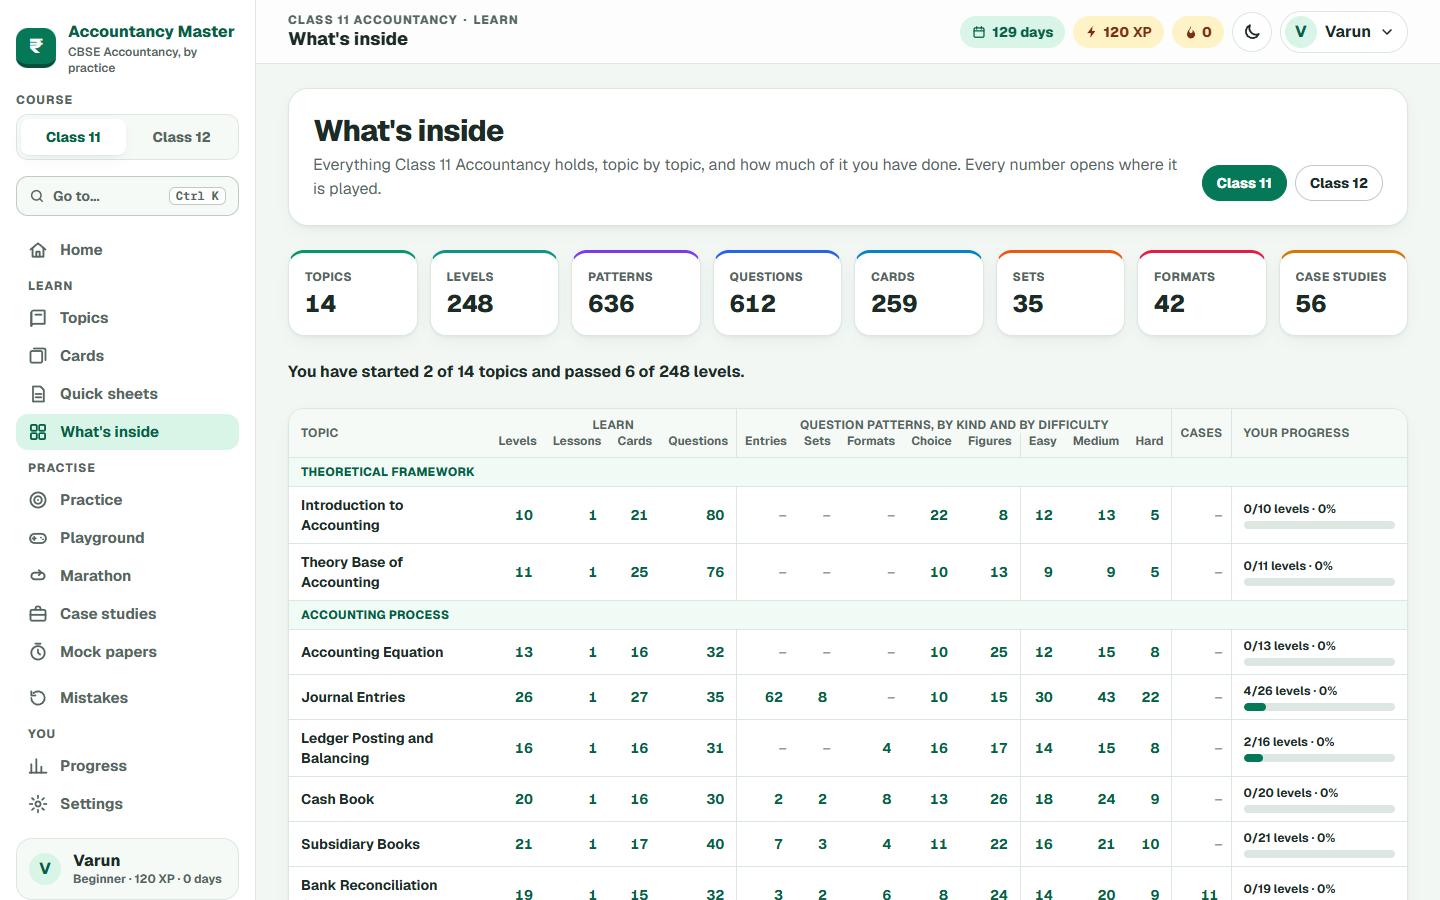 Accountancy Master
CBSE Accountancy, by
practice
COURSE
Class 11 Class 12
Go to... Ctrl K
Home
LEARN
Topics
Cards
Quick sheets
What's inside
PRACTISE
Practice
Playground
Marathon
Case studies
Mock papers
Mistakes
YOU
Progress
Settings
V Varun
Beginner · 120 XP · 0 days
CLASS 11 ACCOUNTANCY · LEARN
What's inside
129 days 120 XP 0 V Varun
What's inside
Everything Class 11 Accountancy holds, topic by topic, and how much of it you have done. Every number opens where it
is played.
Class 11 Class 12
TOPICS LEVELS PATTERNS QUESTIONS CARDS SETS FORMATS CASE STUDIES
14 248 636 612 259 35 42 56
You have started 2 of 14 topics and passed 6 of 248 levels.
TOPIC LEARN QUESTION PATTERNS, BY KIND AND BY DIFFICULTY CASES YOUR PROGRESS
Levels Lessons Cards Questions Entries Sets Formats Choice Figures Easy Medium Hard
THEORETICAL FRAMEWORK
Introduction to
Accounting 10 1 21 80 – – – 22 8 12 13 5 – 0/10 levels · 0%
Theory Base of
Accounting 11 1 25 76 – – – 10 13 9 9 5 – 0/11 levels · 0%
ACCOUNTING PROCESS
Accounting Equation 13 1 16 32 – – – 10 25 12 15 8 – 0/13 levels · 0%
Journal Entries 26 1 27 35 62 8 – 10 15 30 43 22 – 4/26 levels · 0%
Ledger Posting and
Balancing 16 1 16 31 – – 4 16 17 14 15 8 – 2/16 levels · 0%
Cash Book 20 1 16 30 2 2 8 13 26 18 24 9 – 0/20 levels · 0%
Subsidiary Books 21 1 17 40 7 3 4 11 22 16 21 10 – 0/21 levels · 0%
Bank Reconciliation 19 1 15 32 3 2 6 8 24 14 20 9 11 0/19 levels · 0%